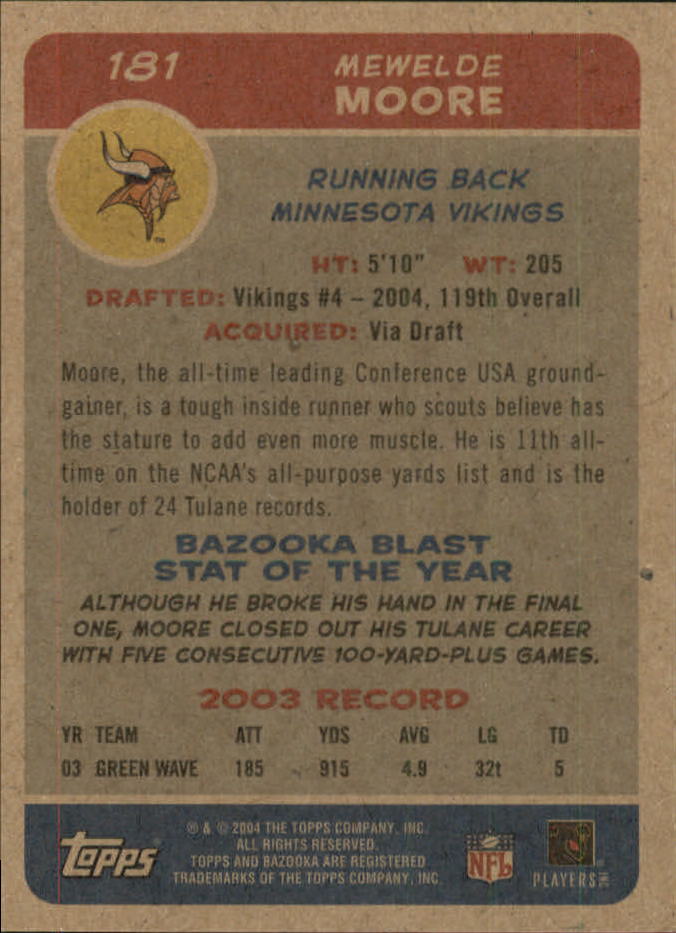 181
MEWELDE
MOORE
RUNNING BACK
MINNESOTA VIKINGS
HT: 5'10" WT: 205
DRAFTED: Vikings #4 – 2004, 119th Overall
ACQUIRED: Via Draft
Moore, the all-time leading Conference USA ground-
gainer, is a tough inside runner who scouts believe has
the stature to add even more muscle. He is 11th all-
time on the NCAA's all-purpose yards list and is the
holder of 24 Tulane records.
BAZOOKA BLAST
STAT OF THE YEAR
ALTHOUGH HE BROKE HIS HAND IN THE FINAL
ONE, MOORE CLOSED OUT HIS TULANE CAREER
WITH FIVE CONSECUTIVE 100-YARD-PLUS GAMES.
2003 RECORD
YR TEAM ATT YDS AVG LG TD
03 GREEN WAVE 185 915 4.9 32t 5
® & © 2004 THE TOPPS COMPANY, INC.
ALL RIGHTS RESERVED.
TOPPS AND BAZOOKA ARE REGISTERED
TRADEMARKS OF THE TOPPS COMPANY, INC.
Topps
NFL
PLAYERS INC